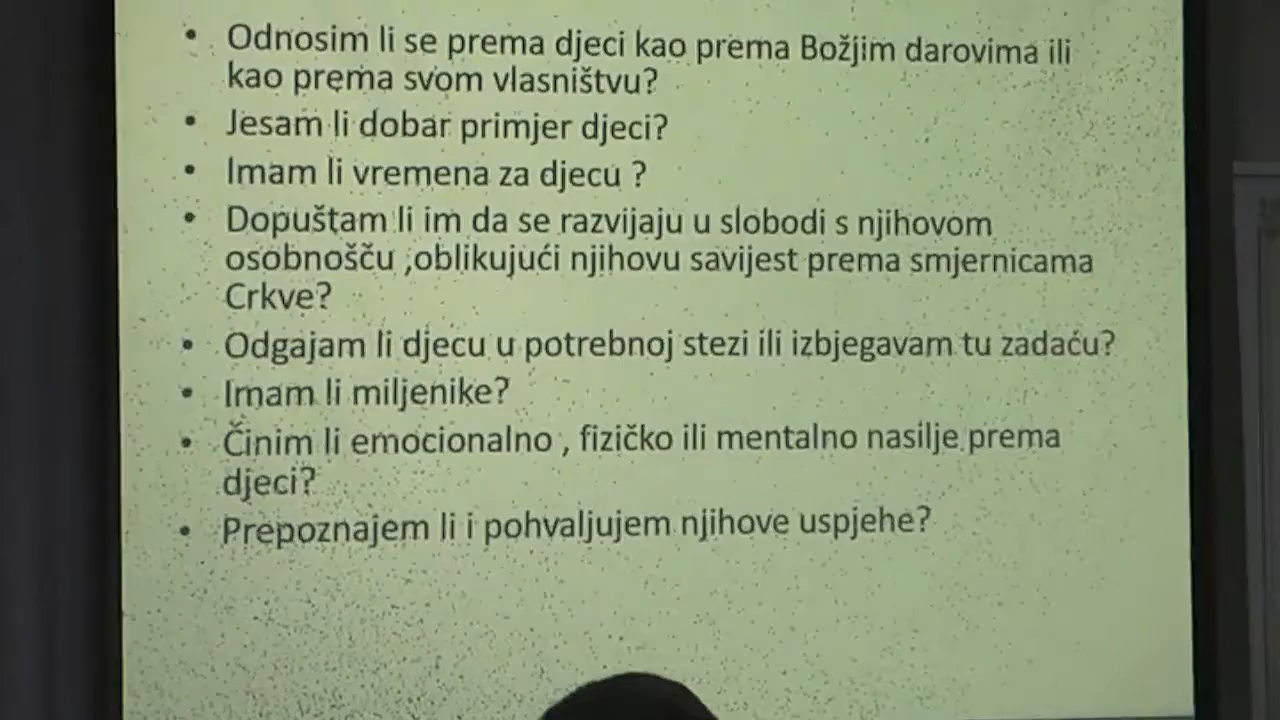 • Odnosim li se prema djeci kao prema Božjim darovima ili
kao prema svom vlasništvu?
• Jesam li dobar primjer djeci?
• Imam li vremena za djecu ?
• Dopuštam li im da se razvijaju u slobodi s njihovom
osobnošču ,oblikujući njihovu savijest prema smjernicama
Crkve?
• Odgajam li djecu u potrebnoj stezi ili izbjegavam tu zadaću?
• Imam li miljenike?
• Činim li emocionalno , fizičko ili mentalno nasilje prema
djeci?
• Prepoznajem li i pohvaljujem njihove uspjehe?